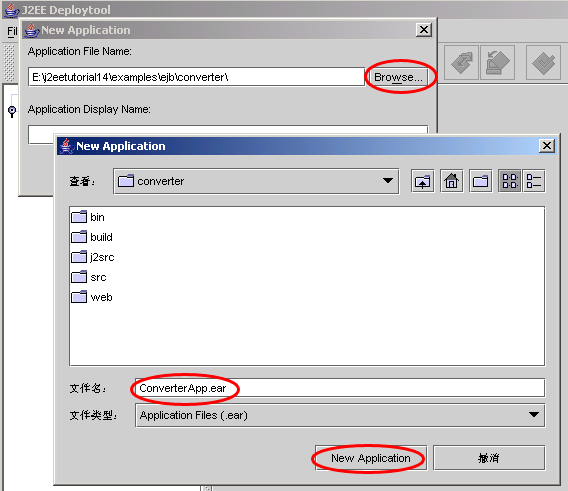 J2EE Deploytool
New Application
Fil
Application File Name:
E:\j2eetutorial14\examples\ejb\converter\
Browse...
Application Display Name:
New Application
查看:
converter
bin
build
j2src
src
web
文件名:
ConverterApp.ear
文件类型:
Application Files (.ear)
New Application
撤消